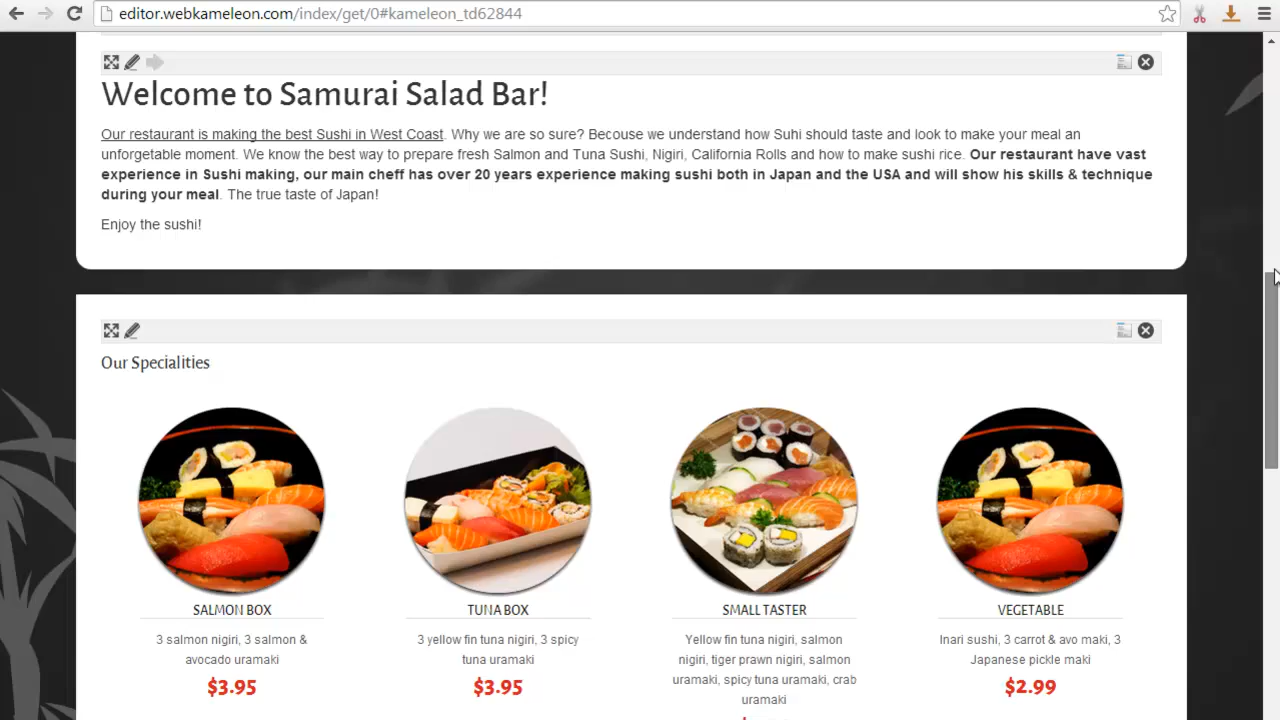 editor.webkameleon.com/index/get/0#kameleon_td62844
Welcome to Samurai Salad Bar!
Our restaurant is making the best Sushi in West Coast. Why we are so sure? Becouse we understand how Suhi should taste and look to make your meal an
unforgetable moment. We know the best way to prepare fresh Salmon and Tuna Sushi, Nigiri, California Rolls and how to make sushi rice. Our restaurant have vast
experience in Sushi making, our main cheff has over 20 years experience making sushi both in Japan and the USA and will show his skills & technique
during your meal. The true taste of Japan!
Enjoy the sushi!
Our Specialities
SALMON BOX
3 salmon nigiri, 3 salmon &
avocado uramaki
$3.95
TUNA BOX
3 yellow fin tuna nigiri, 3 spicy
tuna uramaki
$3.95
SMALL TASTER
Yellow fin tuna nigiri, salmon
nigiri, tiger prawn nigiri, salmon
uramaki, spicy tuna uramaki, crab
uramaki
VEGETABLE
Inari sushi, 3 carrot & avo maki, 3
Japanese pickle maki
$2.99